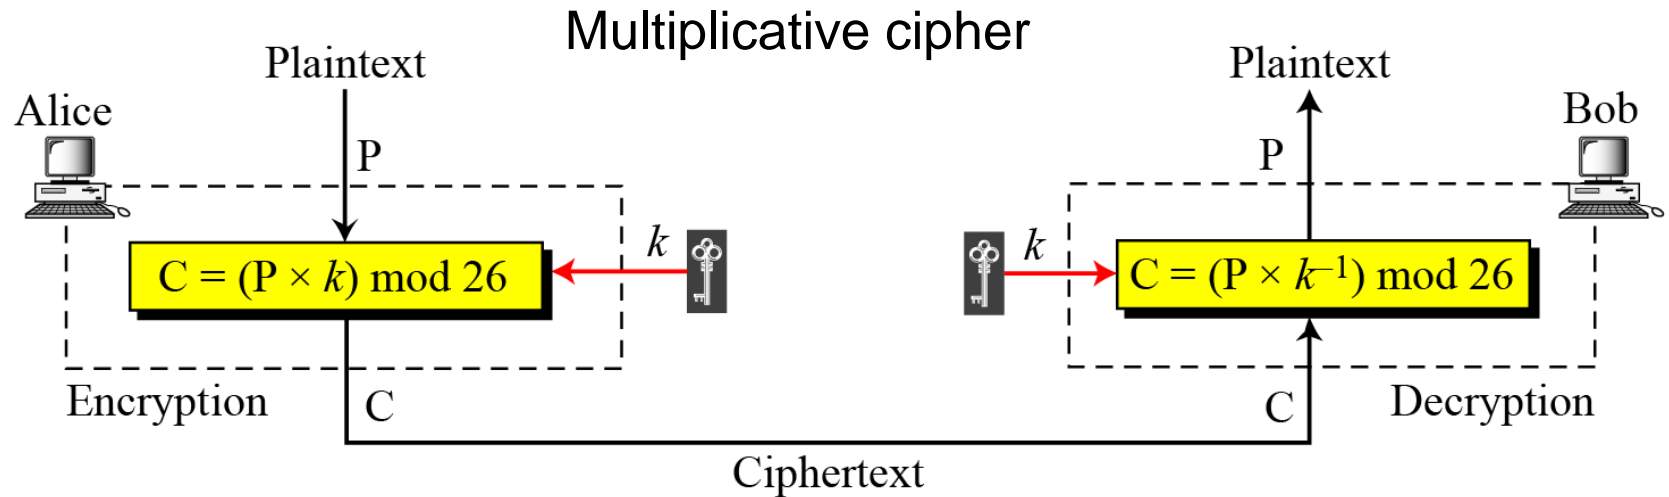 Multiplicative cipher
Plaintext
Plaintext
Alice
Bob
P
P
k
k
C = (P × k) mod 26
C = (P × k⁻¹) mod 26
Encryption
C
C
Decryption
Ciphertext